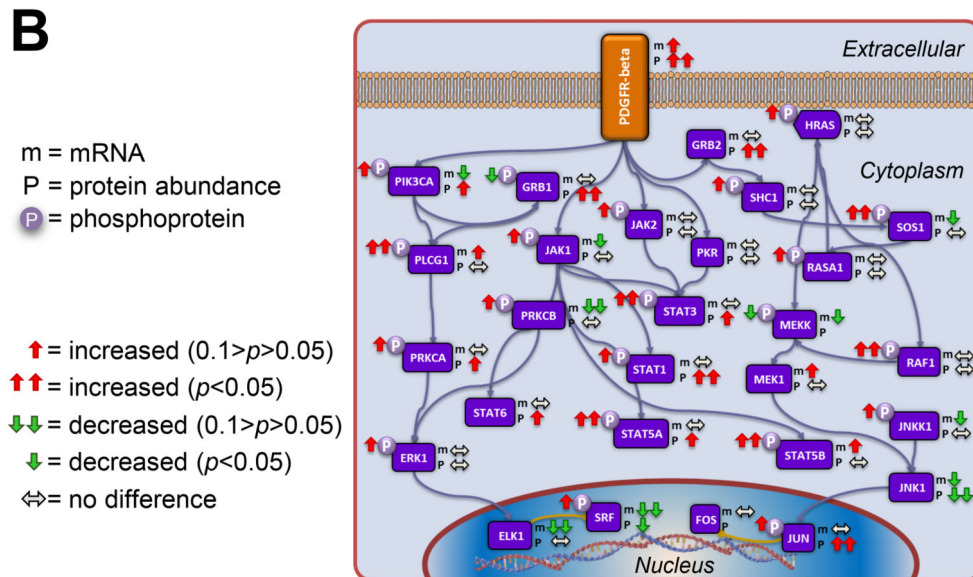 B
m = mRNA
P = protein abundance
P = phosphoprotein
= increased (0.1>p>0.05)
= increased (p<0.05)
= decreased (0.1>p>0.05)
= decreased (p<0.05)
= no difference
Extracellular
PDGFR-beta
m
P
P
HRAS
m
P
GRB2
m
P
Cytoplasm
P
PIK3CA
m
P
P
GRB1
m
P
P
SHC1
m
P
P
JAK2
m
P
P
SOS1
m
P
P
PLCG1
m
P
P
JAK1
m
P
PKR
m
P
P
RASA1
m
P
P
PRKCB
m
P
P
STAT3
m
P
P
MEKK
m
P
P
PRKCA
m
P
P
STAT1
m
P
MEK1
m
P
P
RAF1
m
P
STAT6
m
P
P
STAT5A
m
P
P
JNKK1
m
P
P
ERK1
m
P
P
STAT5B
m
P
JNK1
m
P
ELK1
m
P
P
SRF
m
P
FOS
m
P
P
JUN
m
P
Nucleus